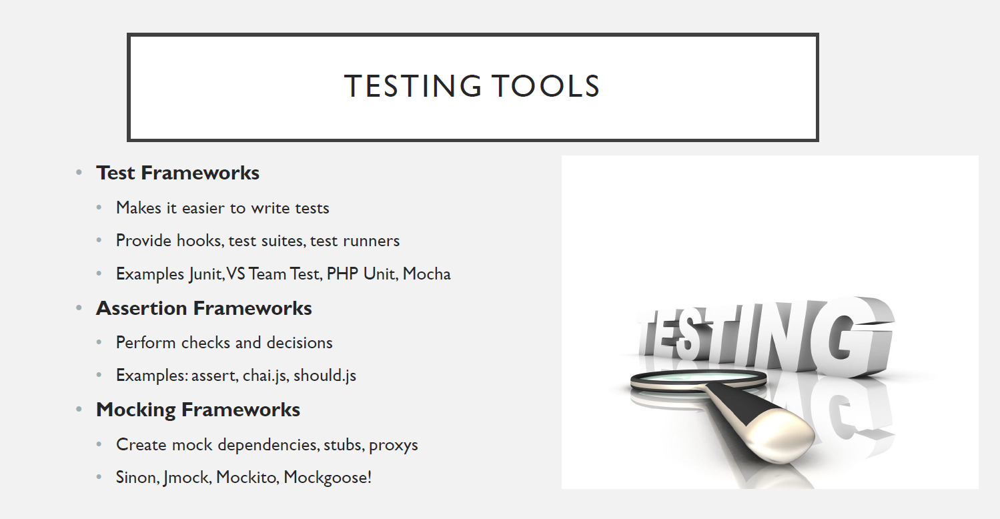 TESTING TOOLS
• Test Frameworks
• Makes it easier to write tests
• Provide hooks, test suites, test runners
• Examples Junit, VS Team Test, PHP Unit, Mocha
• Assertion Frameworks
• Perform checks and decisions
• Examples: assert, chai.js, should.js
• Mocking Frameworks
• Create mock dependencies, stubs, proxys
• Sinon, Jmock, Mockito, Mockgoose!
TESTING